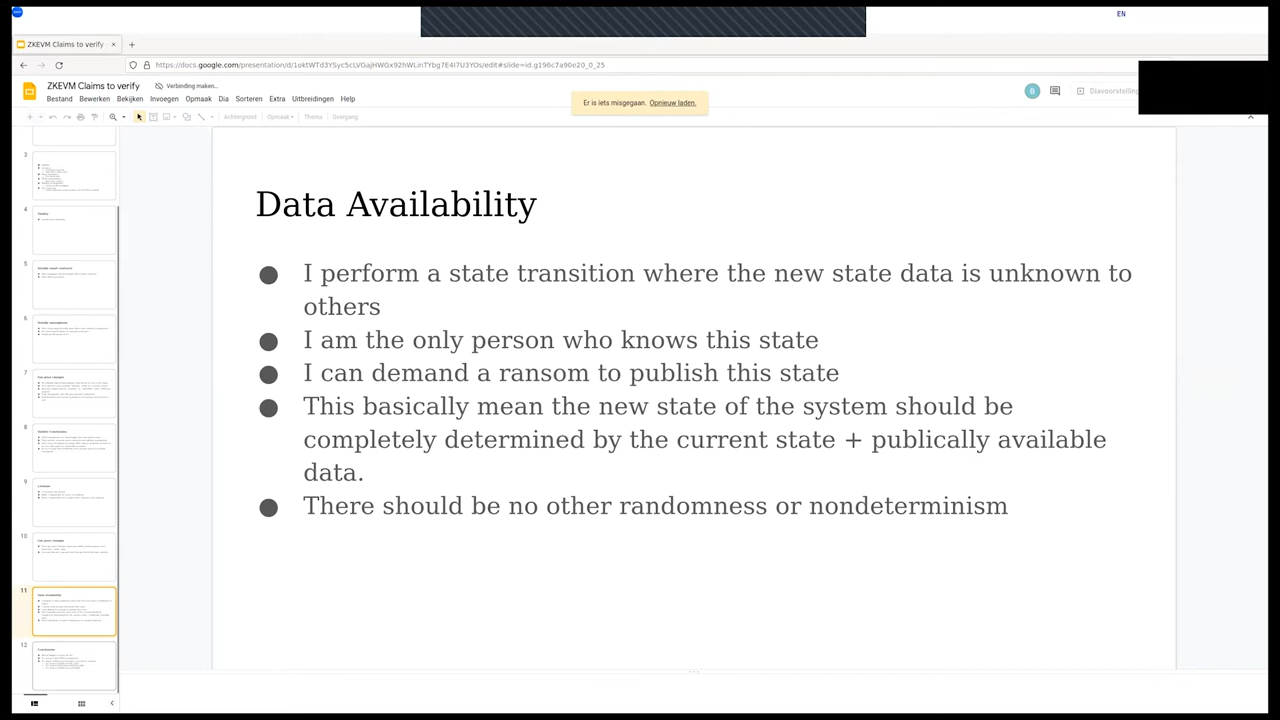 EN
ZKEVM Claims to verify
https://docs.google.com/presentation/d/1oktWTd3YSyc5cLVGajHWGx92hWLinTYbg7E4I7U3YOs/edit#slide=id.g196c7a90e20_0_25
ZKEVM Claims to verify
Verbinding maken...
Bestand Bewerken Bekijken Invoegen Opmaak Dia Sorteren Extra Uitbreidingen Help
Er is iets misgegaan. Opnieuw laden.
B
Diavoorstelling
Achtergrond Opmaak Thema Overgang
Data Availability
● I perform a state transition where the new state data is unknown to
others
● I am the only person who knows this state
● I can demand a ransom to publish this state
● This basically mean the new state of the system should be
completely determined by the current state + publically available
data.
● There should be no other randomness or nondeterminism
3
4
5
6
7
8
9
10
11
Data Availability
12
Conclusion